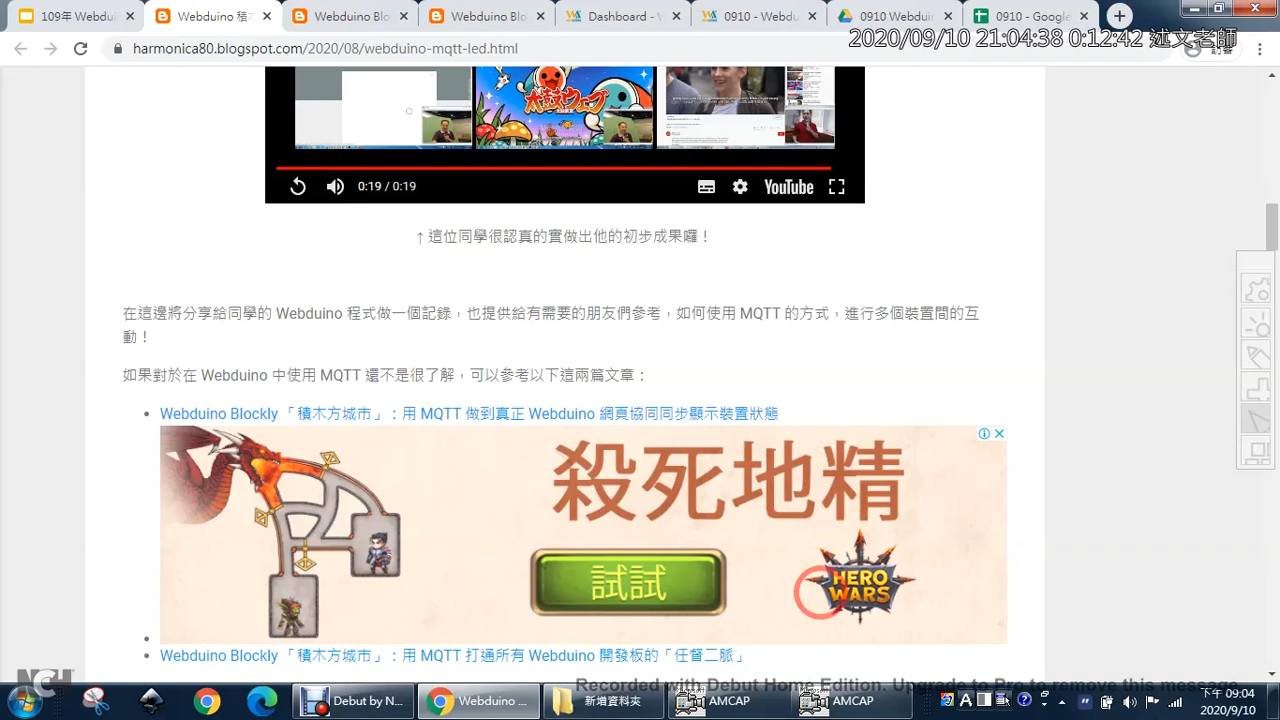 109年 - Webdu
Webduino 積木
Webduino Blo
Webduino Blo
Dashboard - W
0910 - Webdui
0910 Webduin
0910 - Google
harmonica80.blogspot.com/2020/08/webduino-mqtt-led.html
2020/09/10 21:04:38 0:12:42 述文老師
0:19 / 0:19
YouTube
↑ 這位同學很認真的實做出他的初步成果囉！
在這邊將分享給同學的 Webduino 程式做一個記錄，也提供給有需要的朋友們參考，如何使用 MQTT 的方式，進行多個裝置間的互
動！
如果對於在 Webduino 中使用 MQTT 還不是很了解，可以參考以下這兩篇文章：
Webduino Blockly 「積木方城市」：用 MQTT 做到真正 Webduino 網頁協同同步顯示裝置狀態
殺死地精
試試
HERO
WARS
Webduino Blockly 「積木方城市」：用 MQTT 打通所有 Webduino 開發板的「任督二脈」
NCH
Recorded with Debut Home Edition. Upgrade to Pro to remove this message
Debut by N...
Webduino ...
新增資料夾
AMCAP
AMCAP
下午 09:04
2020/9/10